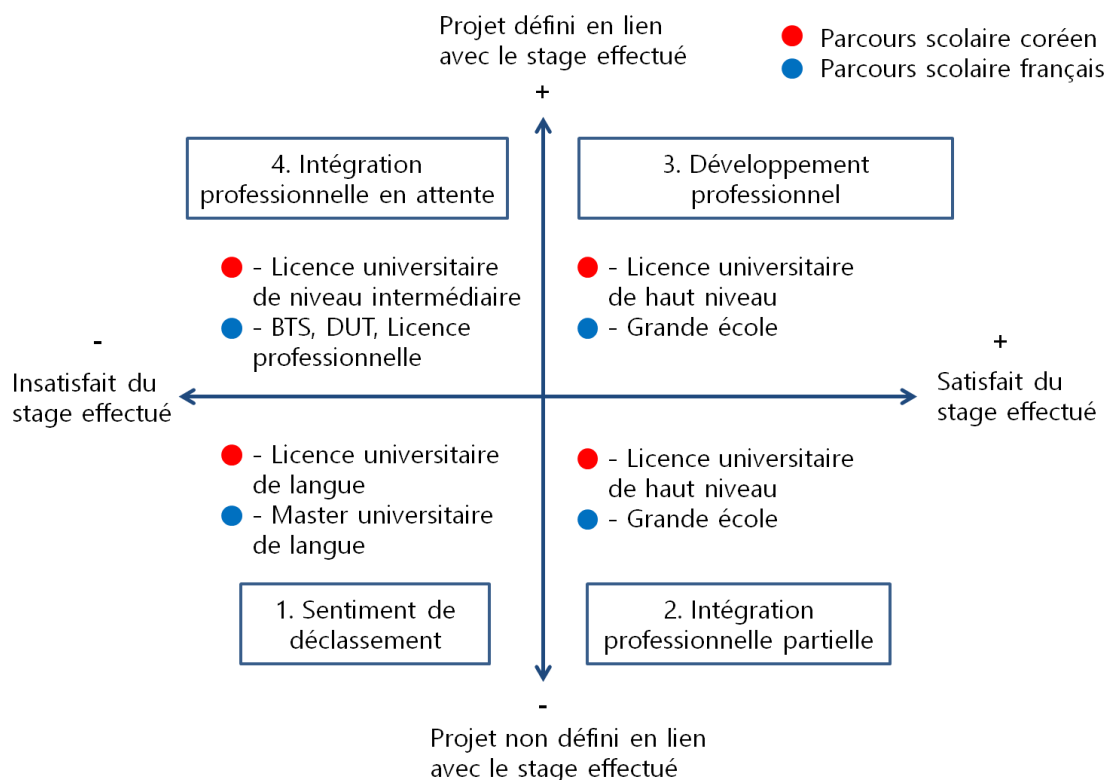 Projet défini en lien
avec le stage effectué
+
Parcours scolaire coréen
Parcours scolaire français
4. Intégration
professionnelle en attente
3. Développement
professionnel
- Licence universitaire
de niveau intermédiaire
- BTS, DUT, Licence
professionnelle
- Licence universitaire
de haut niveau
- Grande école
-
Insatisfait du
stage effectué
+
Satisfait du
stage effectué
- Licence universitaire
de langue
- Master universitaire
de langue
- Licence universitaire
de haut niveau
- Grande école
1. Sentiment de
déclassement
2. Intégration
professionnelle partielle
-
Projet non défini en lien
avec le stage effectué